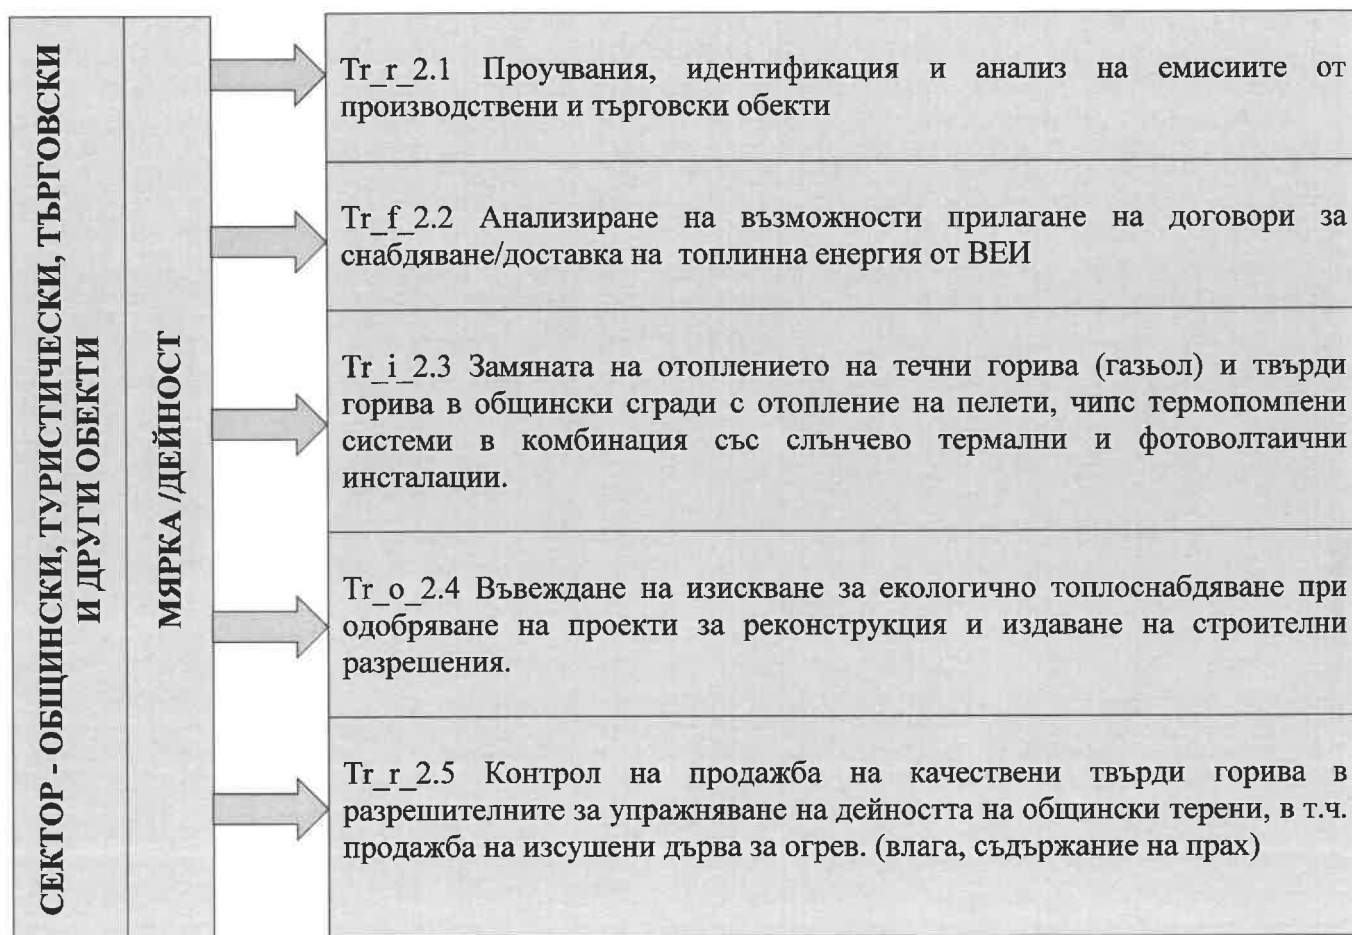 СЕКТОР - ОБЩИНСКИ, ТУРИСТИЧЕСКИ, ТЪРГОВСКИ
И ДРУГИ ОБЕКТИ
МЯРКА /ДЕЙНОСТ
Tr_r_2.1 Проучвания, идентификация и анализ на емисиите от
производствени и търговски обекти
Tr_f_2.2 Анализиране на възможности прилагане на договори за
снабдяване/доставка на топлинна енергия от ВЕИ
Tr_i_2.3 Замяната на отоплението на течни горива (газьол) и твърди
горива в общински сгради с отопление на пелети, чипс термопомпени
системи в комбинация със слънчево термални и фотоволтаични
инсталации.
Tr_o_2.4 Въвеждане на изискване за екологично топлоснабдяване при
одобряване на проекти за реконструкция и издаване на строителни
разрешения.
Tr_r_2.5 Контрол на продажба на качествени твърди горива в
разрешителните за упражняване на дейността на общински терени, в т.ч.
продажба на изсушени дърва за огрев. (влага, съдържание на прах)